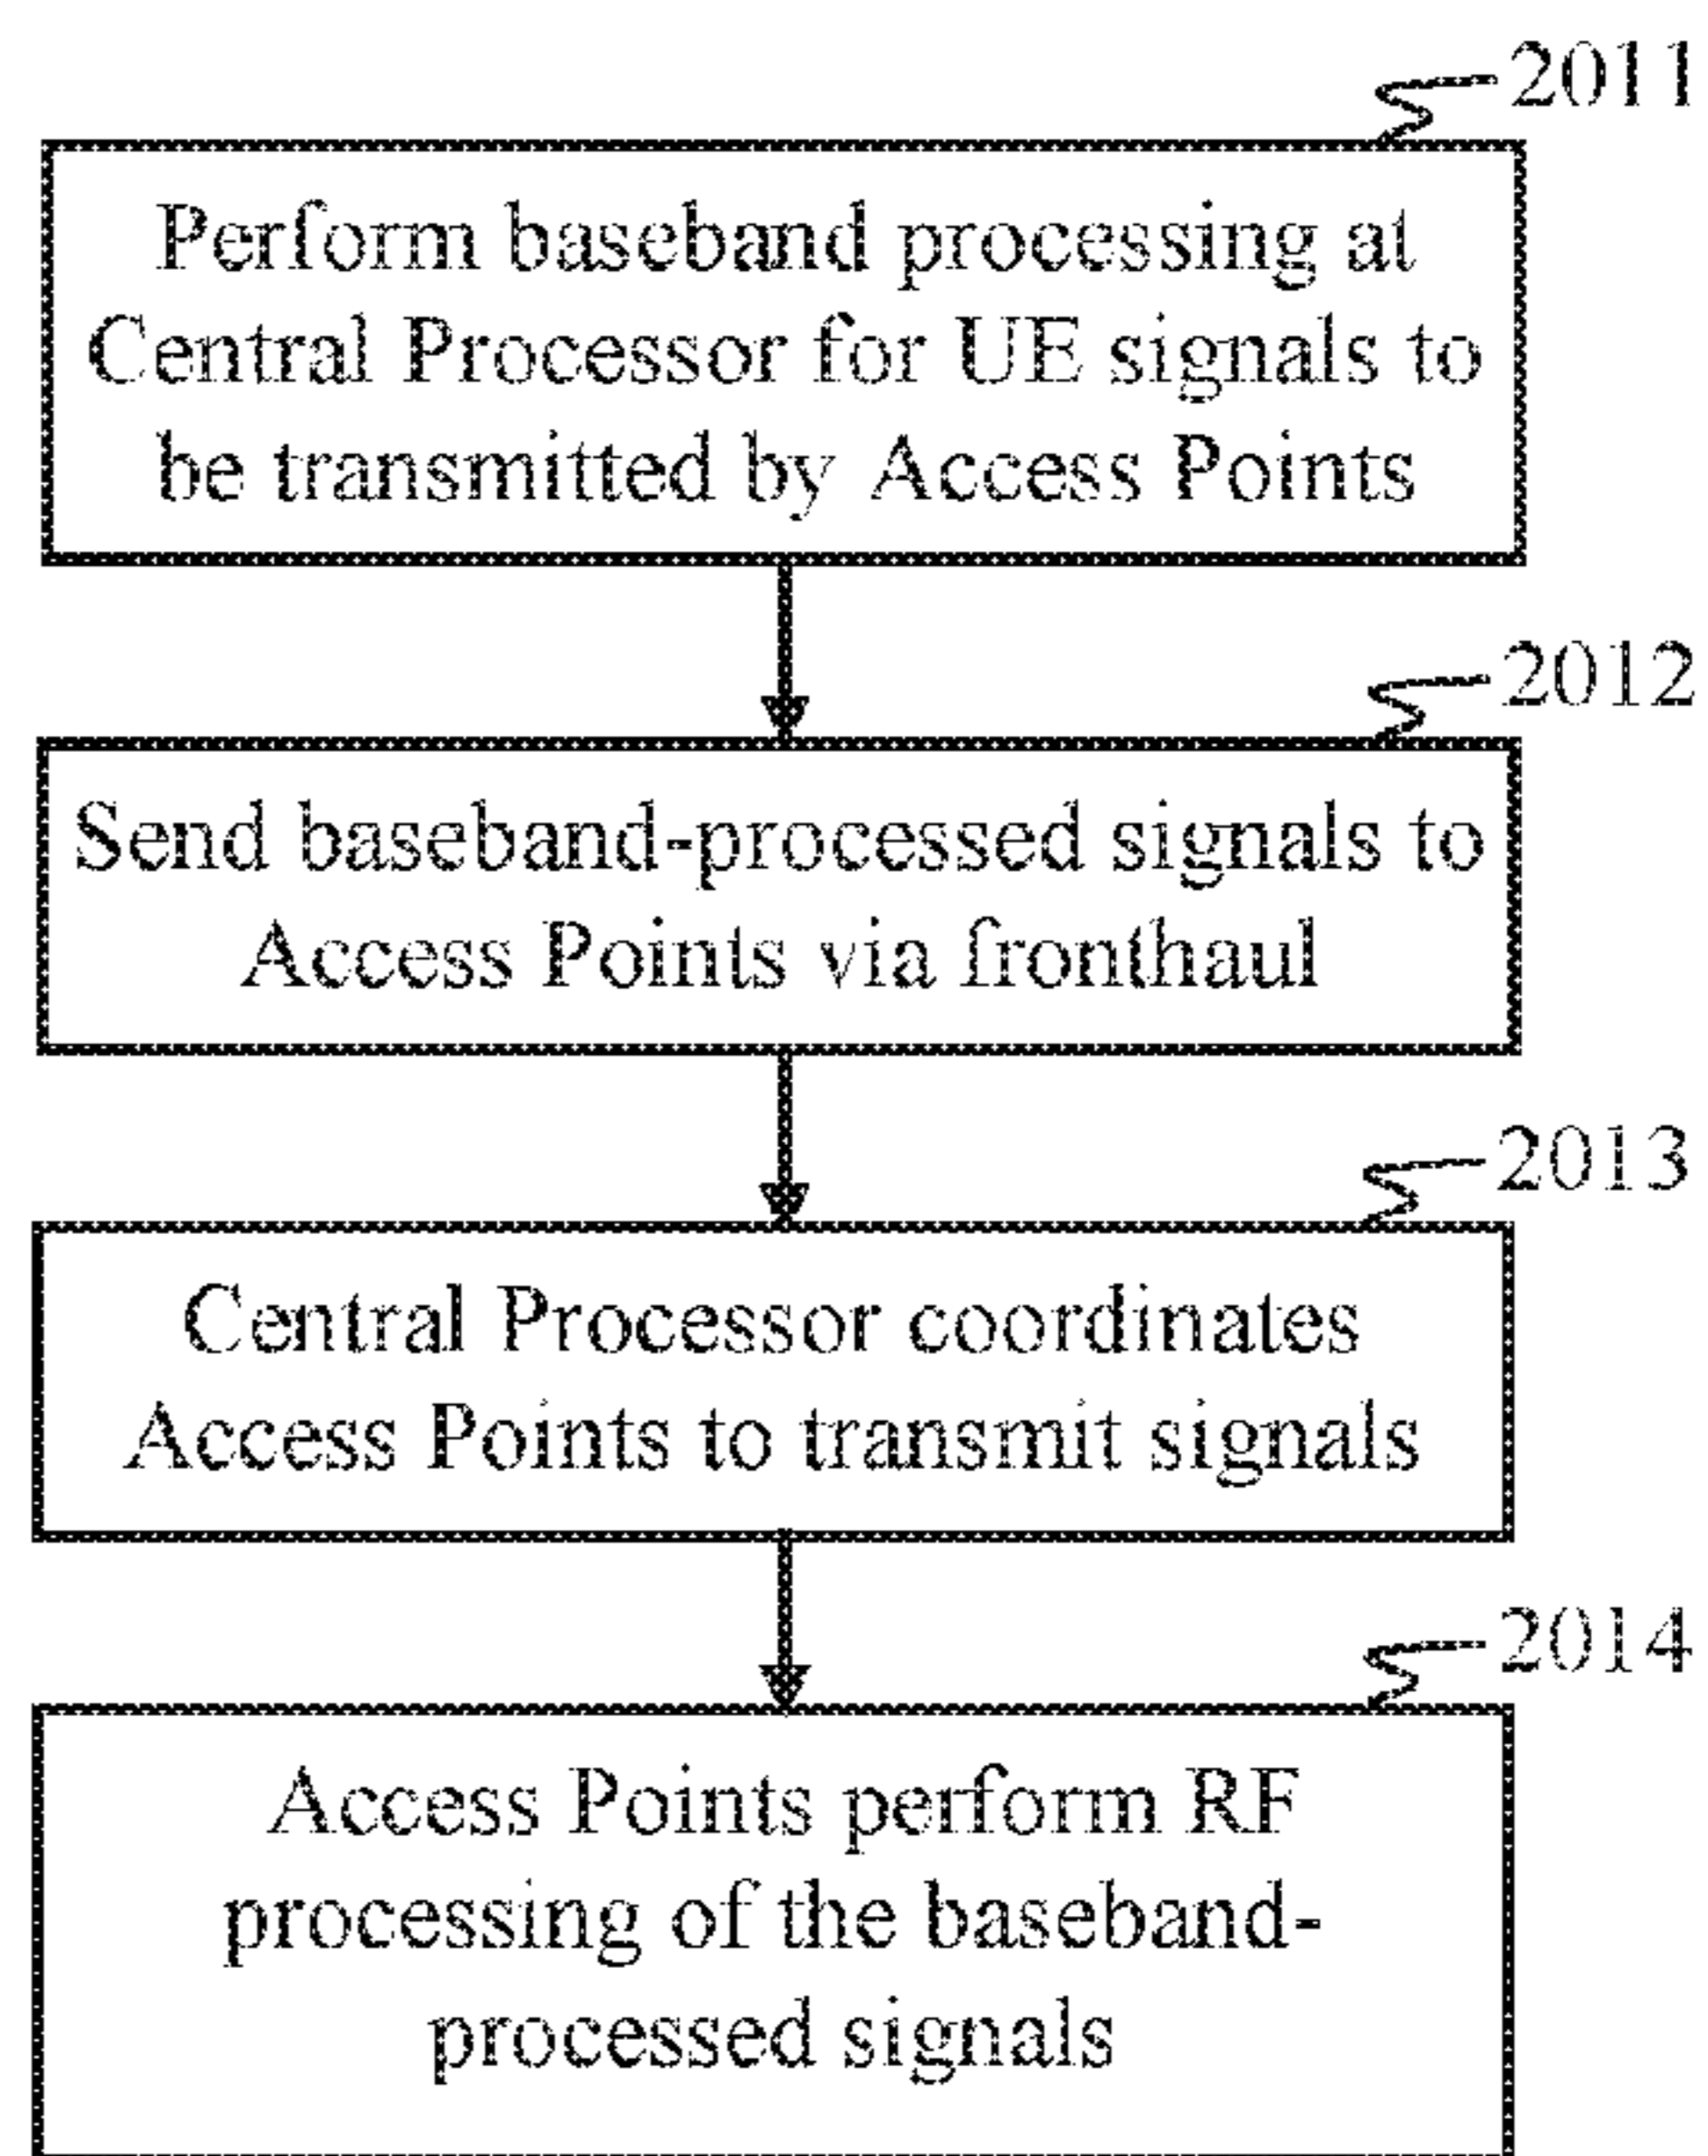 2011
Perform baseband processing at
Central Processor for UE signals to
be transmitted by Access Points
2012
Send baseband-processed signals to
Access Points via fronthaul
2013
Central Processor coordinates
Access Points to transmit signals
2014
Access Points perform RF
processing of the baseband-
processed signals